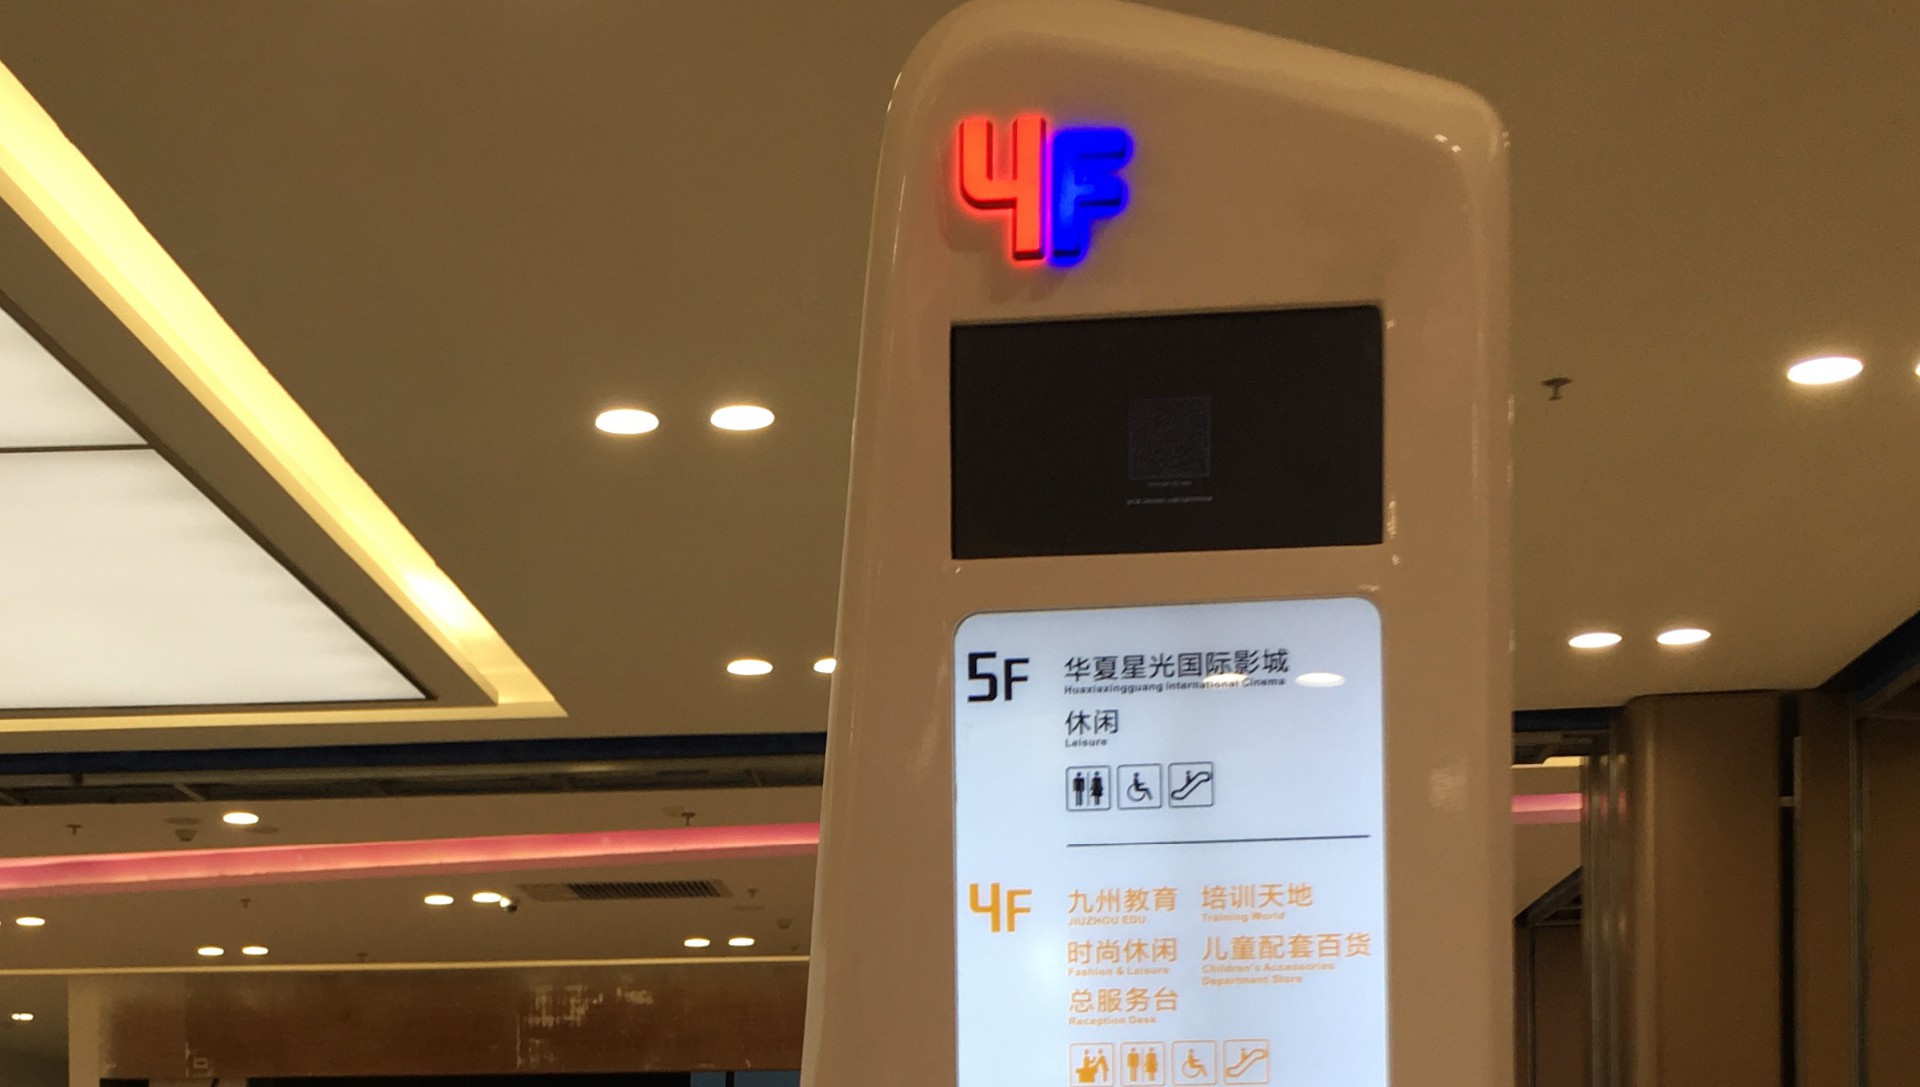 4F
5F
华夏星光国际影城
Huaxiaxingguang International Cinema
休闲
Leisure
4F
九州教育 培训天地
JIUZHOU EDU. Training World
时尚休闲 儿童配套百货
Fashion & Leisure Children's Accessories
Department Store
总服务台
Reception Desk